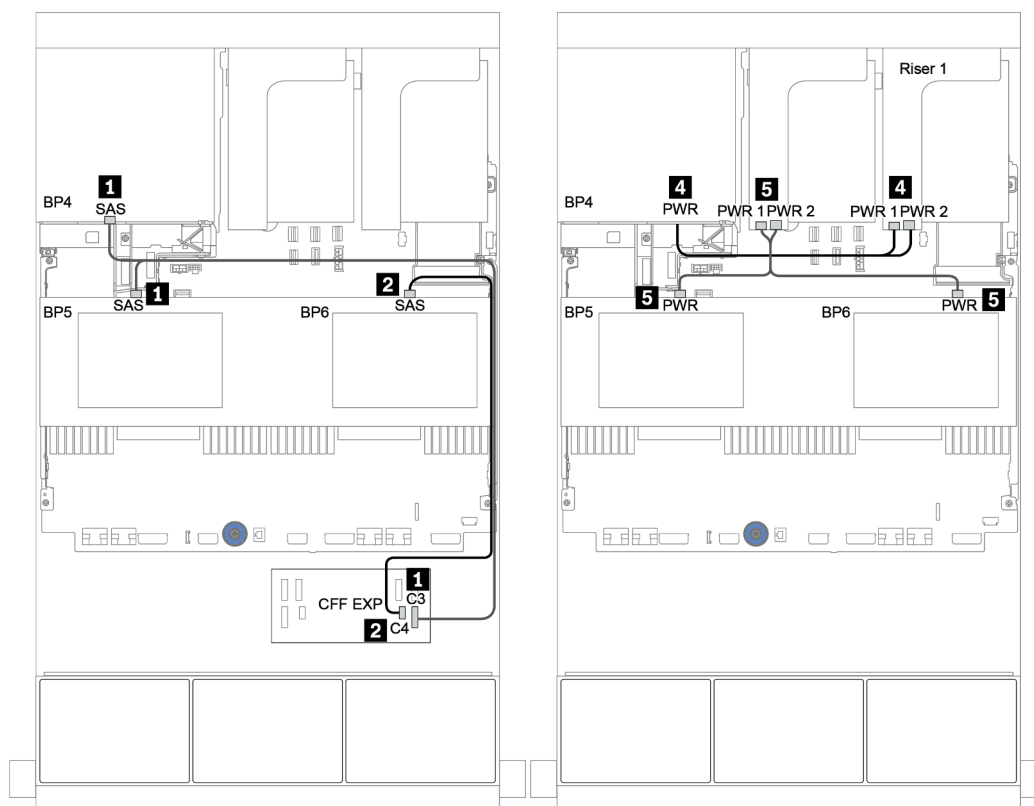 Riser 1
BP4
1
SAS
BP4
4
PWR
5
PWR 1 PWR 2
4
PWR 1 PWR 2
BP5
SAS
1
BP6
2
SAS
BP5
5
PWR
BP6
PWR
5
CFF EXP
1
C3
2
C4